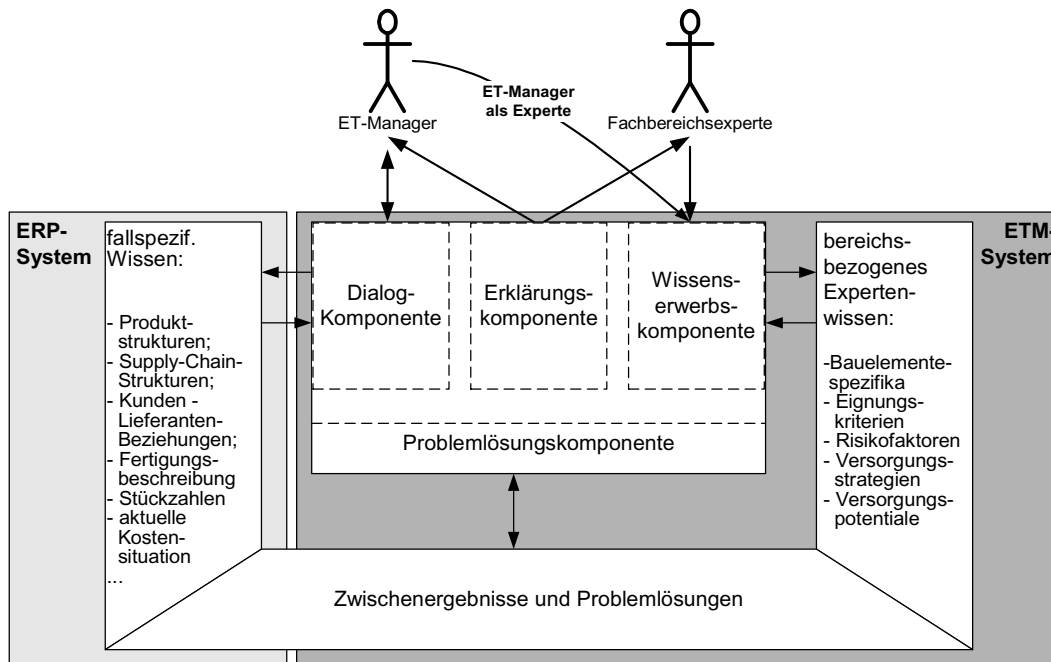 ET-Manager
als Experte
ET-Manager
Fachbereichsexperte
ERP-
System
fallspezif.
Wissen:
- Produkt-
strukturen;
- Supply-Chain-
Strukturen;
- Kunden -
Lieferanten-
Beziehungen;
- Fertigungs-
beschreibung
- Stückzahlen
- aktuelle
Kosten-
situation
...
Dialog-
Komponente
Erklärungs-
komponente
Wissens-
erwerbs-
komponente
Problemlösungskomponente
bereichs-
bezogenes
Experten-
wissen:
-Bauelemente-
spezifika
- Eignungs-
kriterien
- Risikofaktoren
- Versorgungs-
strategien
- Versorgungs-
potentiale
ETM-
System
Zwischenergebnisse und Problemlösungen